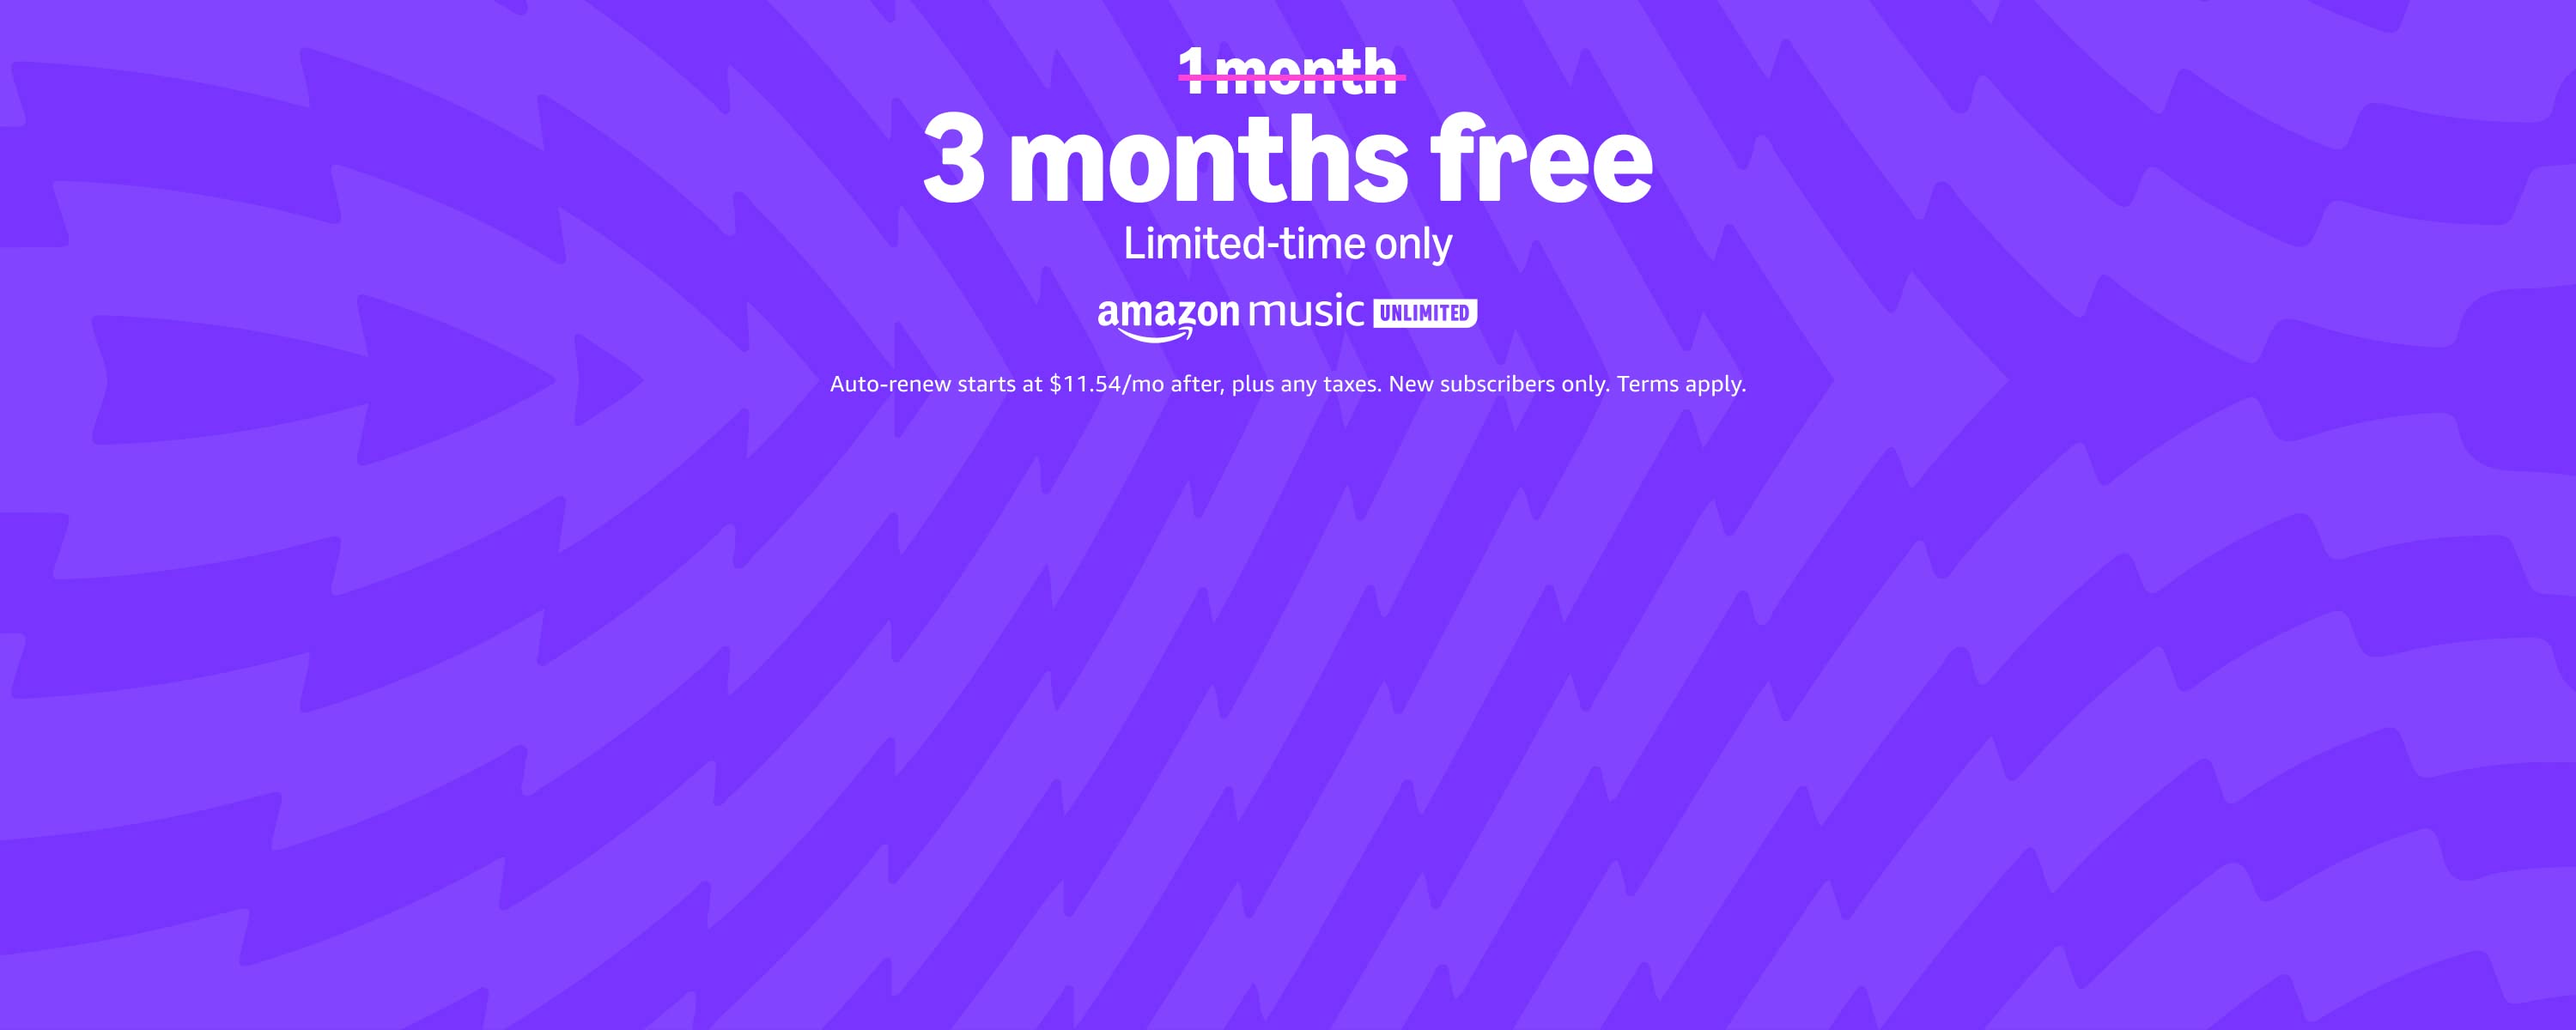 1 month
3 months free
Limited-time only
amazon music UNLIMITED
Auto-renew starts at $11.54/mo after, plus any taxes. New subscribers only. Terms apply.